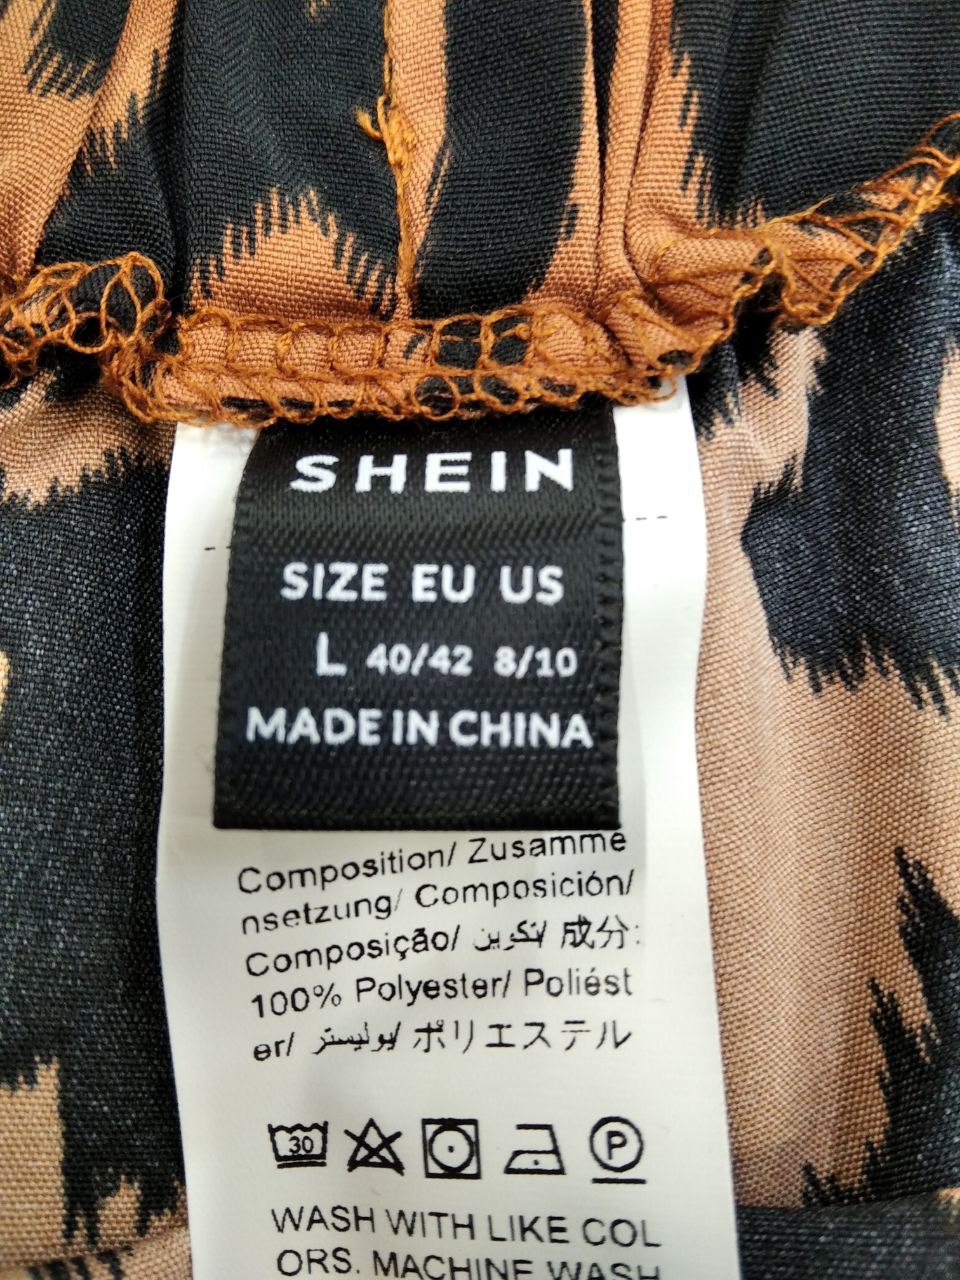 SHEIN
SIZE EU US
L 40/42 8/10
MADE IN CHINA
Composition/ Zusamme
nsetzung/ Composición/
Composição/ تكوين/ 成分:
100% Polyester/ Poliést
er/ بوليستر/ ポリエステル
30
P
WASH WITH LIKE COL
ORS. MACHINE WASH